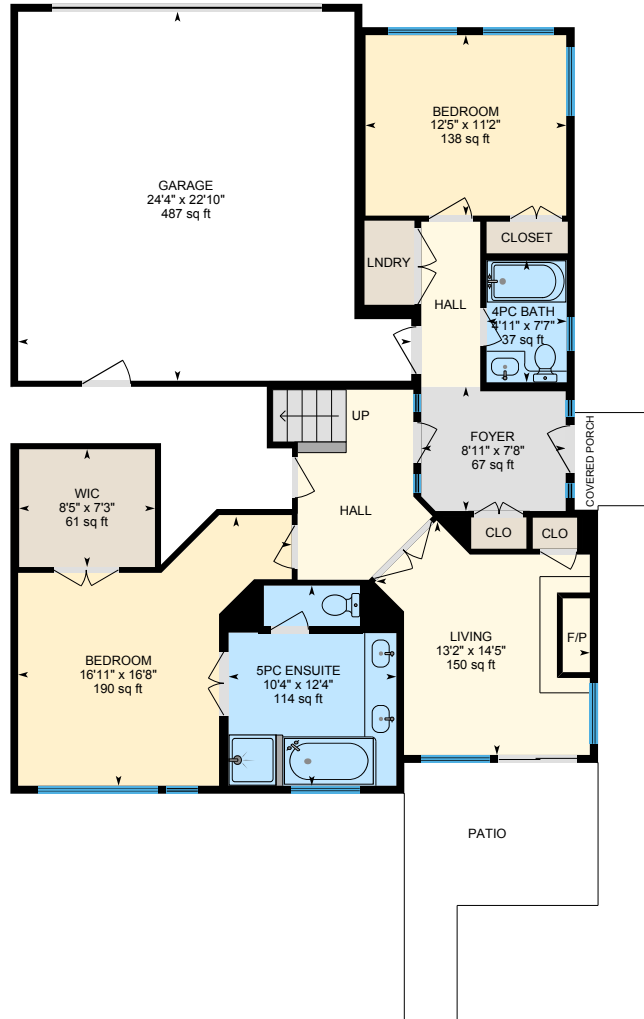 BEDROOM
12'5" x 11'2"
138 sq ft
GARAGE
24'4" x 22'10"
487 sq ft
CLOSET
LNDRY
HALL
4PC BATH
4'11" x 7'7"
37 sq ft
UP
FOYER
8'11" x 7'8"
67 sq ft
COVERED PORCH
WIC
8'5" x 7'3"
61 sq ft
HALL
CLO
CLO
LIVING
13'2" x 14'5"
150 sq ft
F/P
BEDROOM
16'11" x 16'8"
190 sq ft
5PC ENSUITE
10'4" x 12'4"
114 sq ft
PATIO